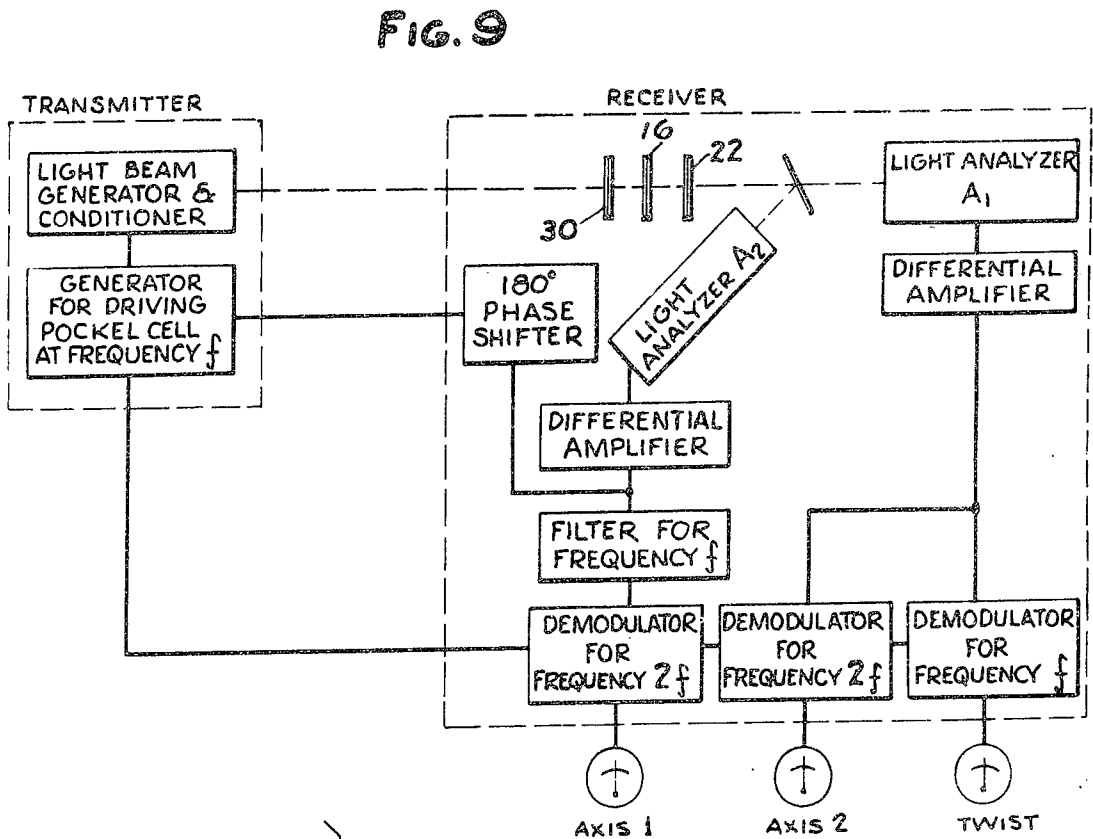 FIG. 9
TRANSMITTER
RECEIVER
LIGHT BEAM
GENERATOR &
CONDITIONER
GENERATOR
FOR DRIVING
POCKEL CELL
AT FREQUENCY f
16
22
30
LIGHT ANALYZER
A1
DIFFERENTIAL
AMPLIFIER
180°
PHASE
SHIFTER
LIGHT
ANALYZER A2
DIFFERENTIAL
AMPLIFIER
FILTER FOR
FREQUENCY f
DEMODULATOR
FOR
FREQUENCY 2f
DEMODULATOR
FOR
FREQUENCY 2f
DEMODULATOR
FOR
FREQUENCY f
AXIS 1
AXIS 2
TWIST